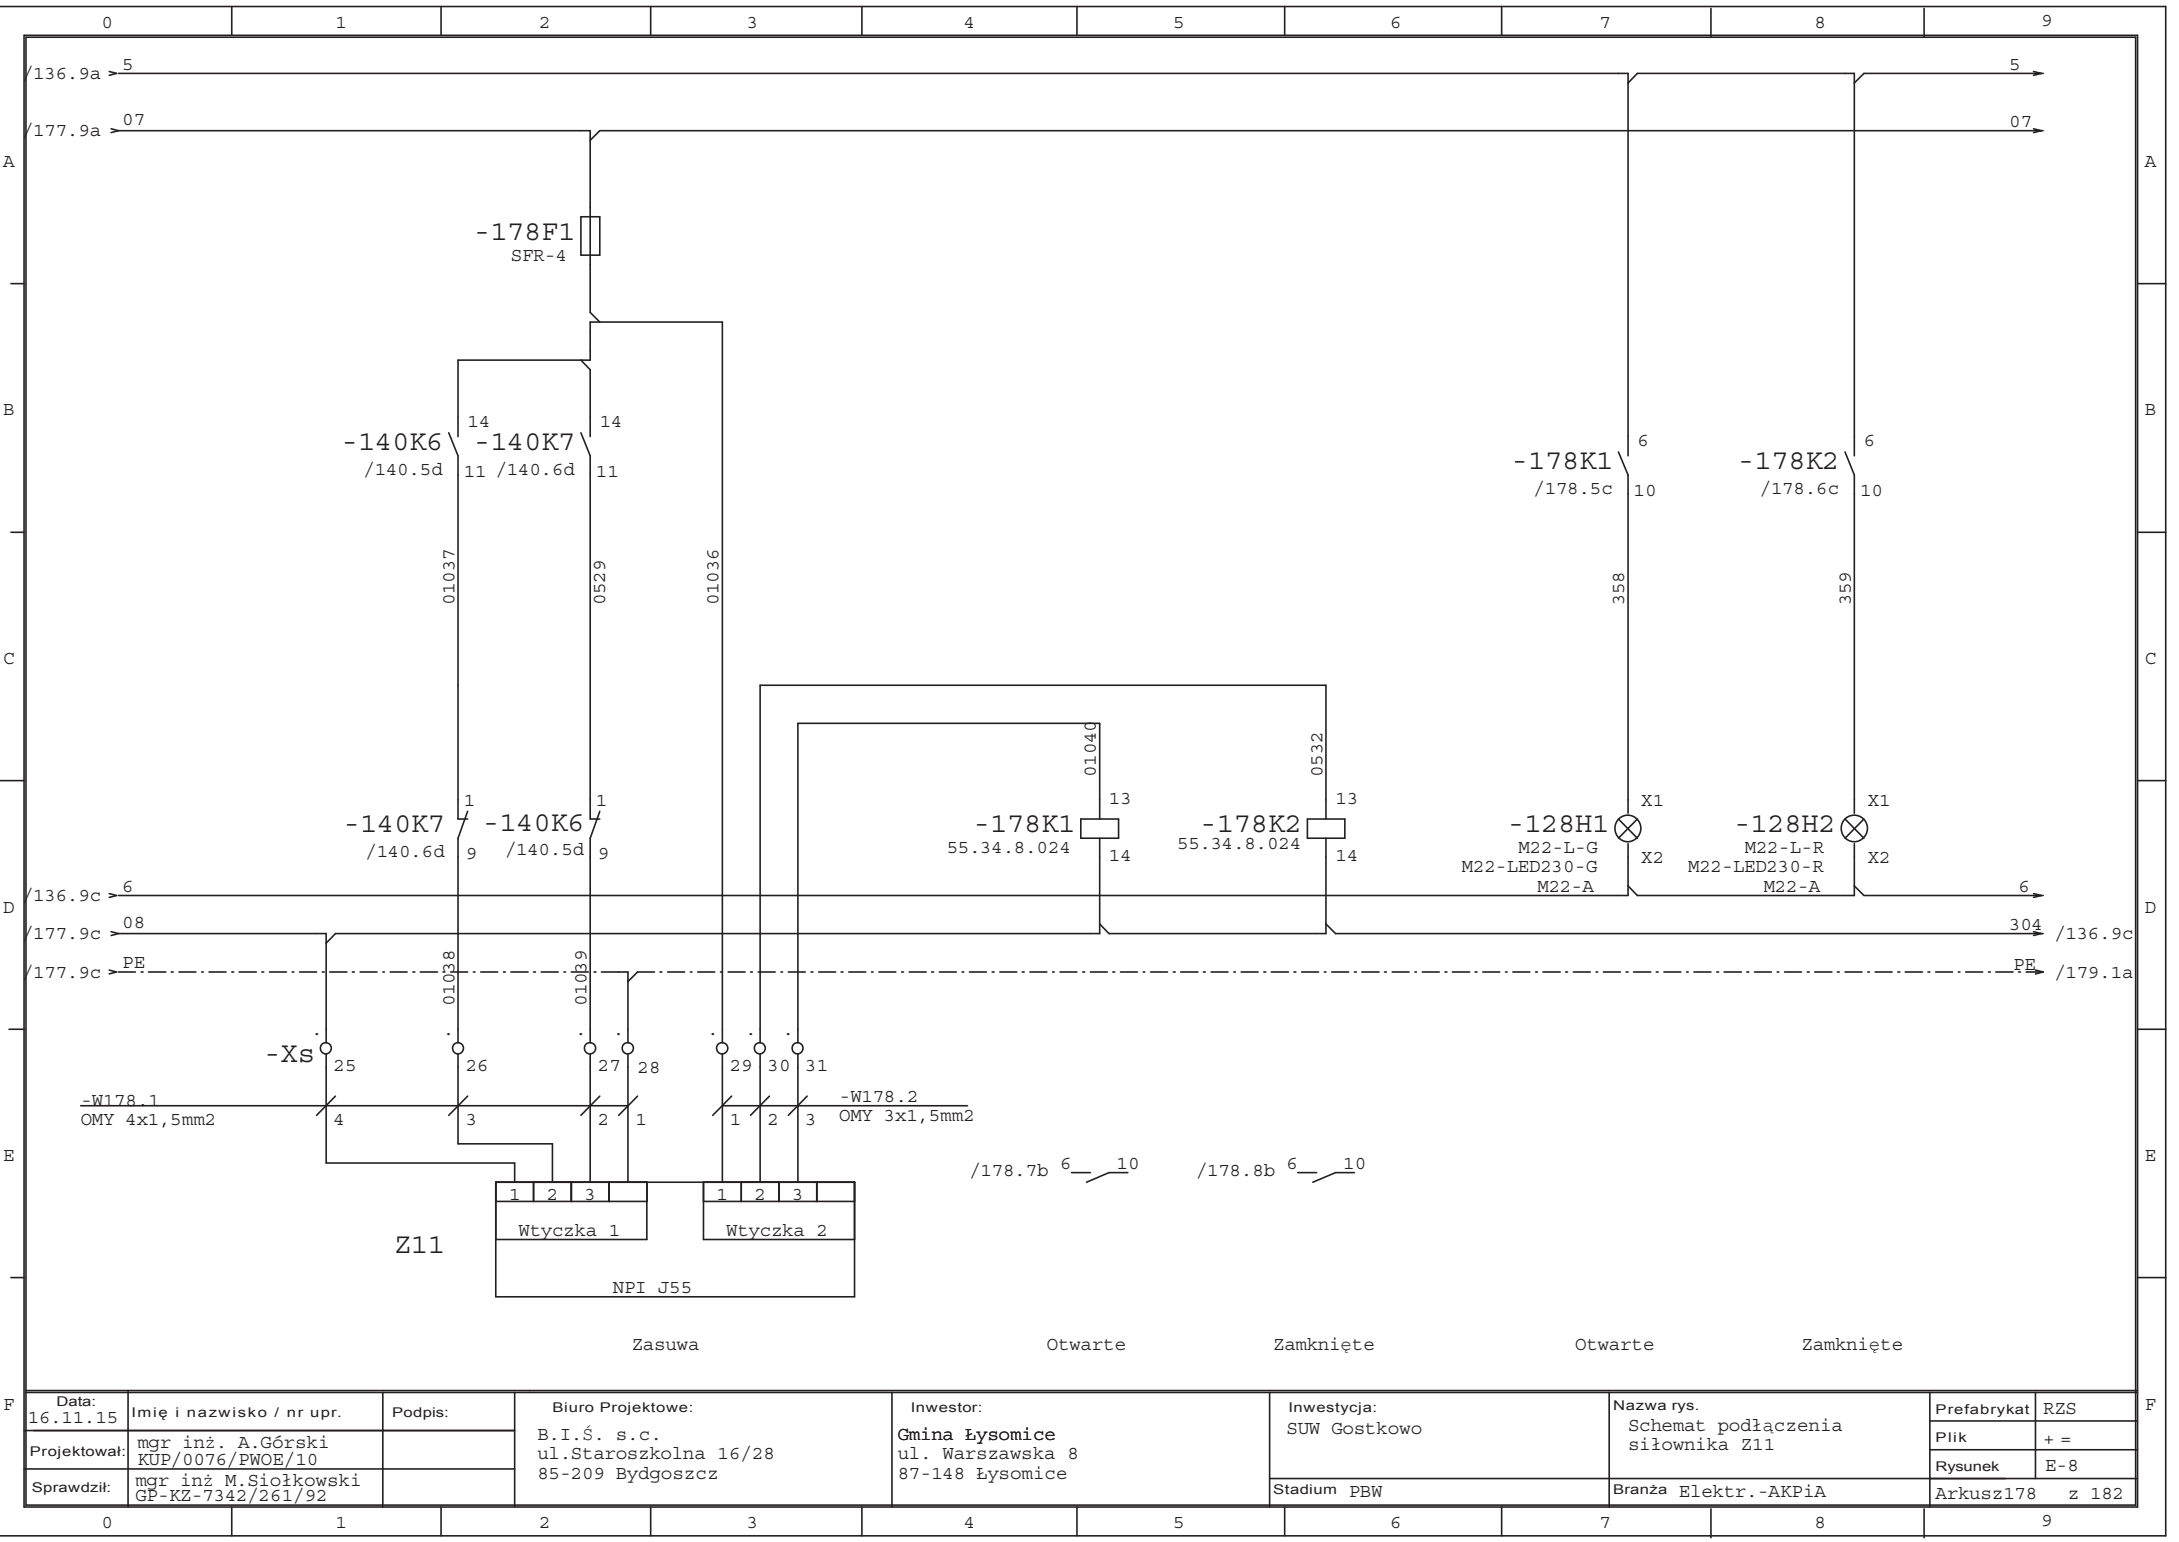 0 1 2 3 4 5 6 7 8 9
/136.9a 5 5
/177.9a 07 07
A A
-178F1
SFR-4
B B
14 14
-140K6 -140K7
/140.5d 11 /140.6d 11
6 6
-178K1 -178K2
/178.5c 10 /178.6c 10
01037 0529 01036 358 359
C C
01040 0532
1 1 13 13 X1 X1
-140K7 -140K6 -178K1 -178K2 -128H1 -128H2
/140.6d 9 /140.5d 9 55.34.8.024 14 55.34.8.024 14 M22-L-G X2 M22-L-R X2
M22-LED230-G M22-LED230-R
M22-A M22-A
/136.9c 6 6
D D
/177.9c 08 304 /136.9c
/177.9c PE PE /179.1a
01038 01039
-Xs 25 26 27 28 29 30 31
-W178.1 -W178.2
OMY 4x1,5mm2 4 3 2 1 1 2 3 OMY 3x1,5mm2
E E
/178.7b 6 10 /178.8b 6 10
1 2 3 1 2 3
Wtyczka 1 Wtyczka 2
Z11
NPI J55
Zasuwa Otwarte Zamknięte Otwarte Zamknięte
F F
Data:
16.11.15
Imię i nazwisko / nr upr.
Podpis:
Projektował:
mgr inż. A.Górski
KUP/0076/PWOE/10
Sprawdził:
mgr inż M.Siołkowski
GP-KZ-7342/261/92
Biuro Projektowe:
B.I.Ś. s.c.
ul.Staroszkolna 16/28
85-209 Bydgoszcz
Inwestor:
Gmina Łysomice
ul. Warszawska 8
87-148 Łysomice
Inwestycja:
SUW Gostkowo
Stadium PBW
Nazwa rys.
Schemat podłączenia
siłownika Z11
Branża Elektr.-AKPiA
Prefabrykat RZS
Plik + =
Rysunek E-8
Arkusz178 z 182
0 1 2 3 4 5 6 7 8 9